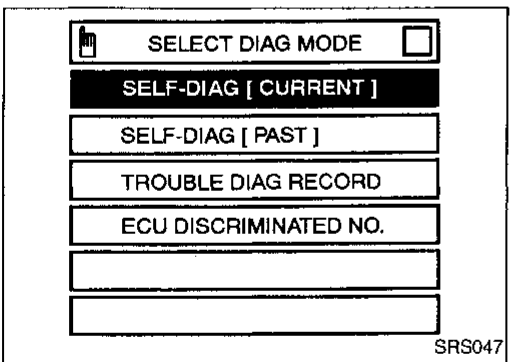 SELECT DIAG MODE
SELF-DIAG [ CURRENT ]
SELF-DIAG [ PAST ]
TROUBLE DIAG RECORD
ECU DISCRIMINATED NO.
SRS047